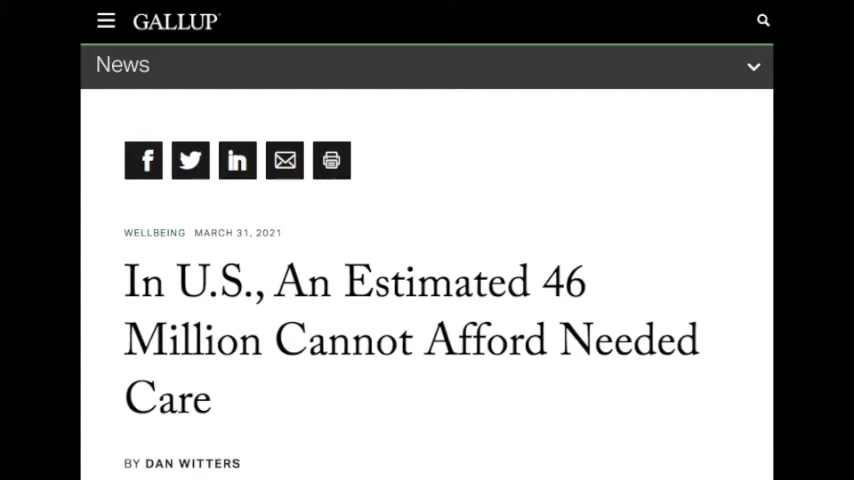 GALLUP
News
WELLBEING MARCH 31, 2021
In U.S., An Estimated 46
Million Cannot Afford Needed
Care
BY DAN WITTERS